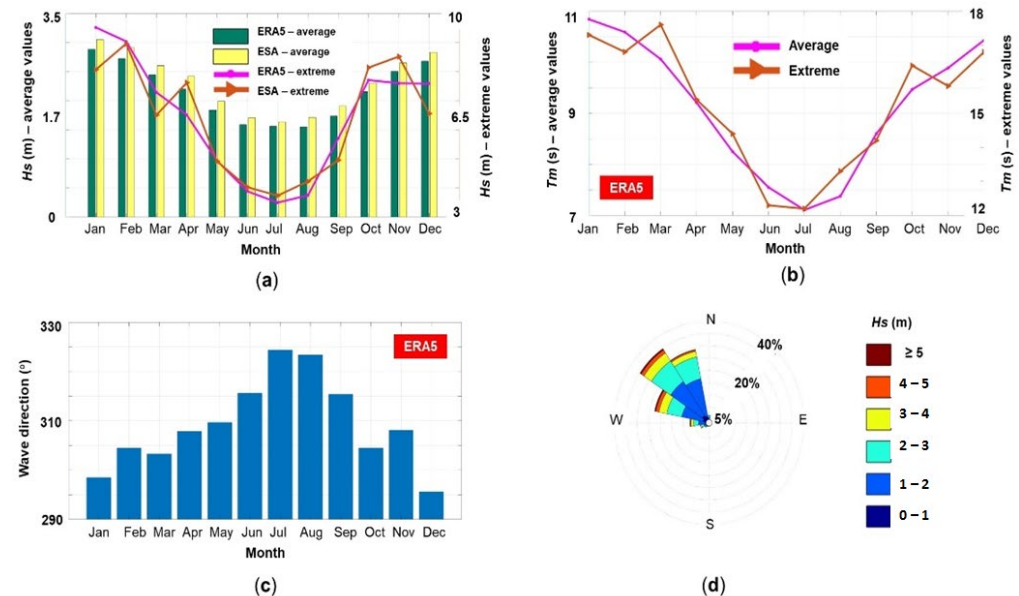 3.5
1.7
0
Hs (m) – average values
10
6.5
3
Hs (m) – extreme values
ERA5 – average
ESA – average
ERA5 – extreme
ESA – extreme
Jan Feb Mar Apr May Jun Jul Aug Sep Oct Nov Dec
Month
(a)
11
9
7
Tm (s) – average values
18
15
12
Tm (s) – extreme values
Average
Extreme
ERA5
Jan Feb Mar Apr May Jun Jul Aug Sep Oct Nov Dec
Month
(b)
330
310
290
Wave direction (°)
ERA5
Jan Feb Mar Apr May Jun Jul Aug Sep Oct Nov Dec
Month
(c)
N
40%
20%
5%
W
E
S
Hs (m)
≥ 5
4 – 5
3 – 4
2 – 3
1 – 2
0 – 1
(d)